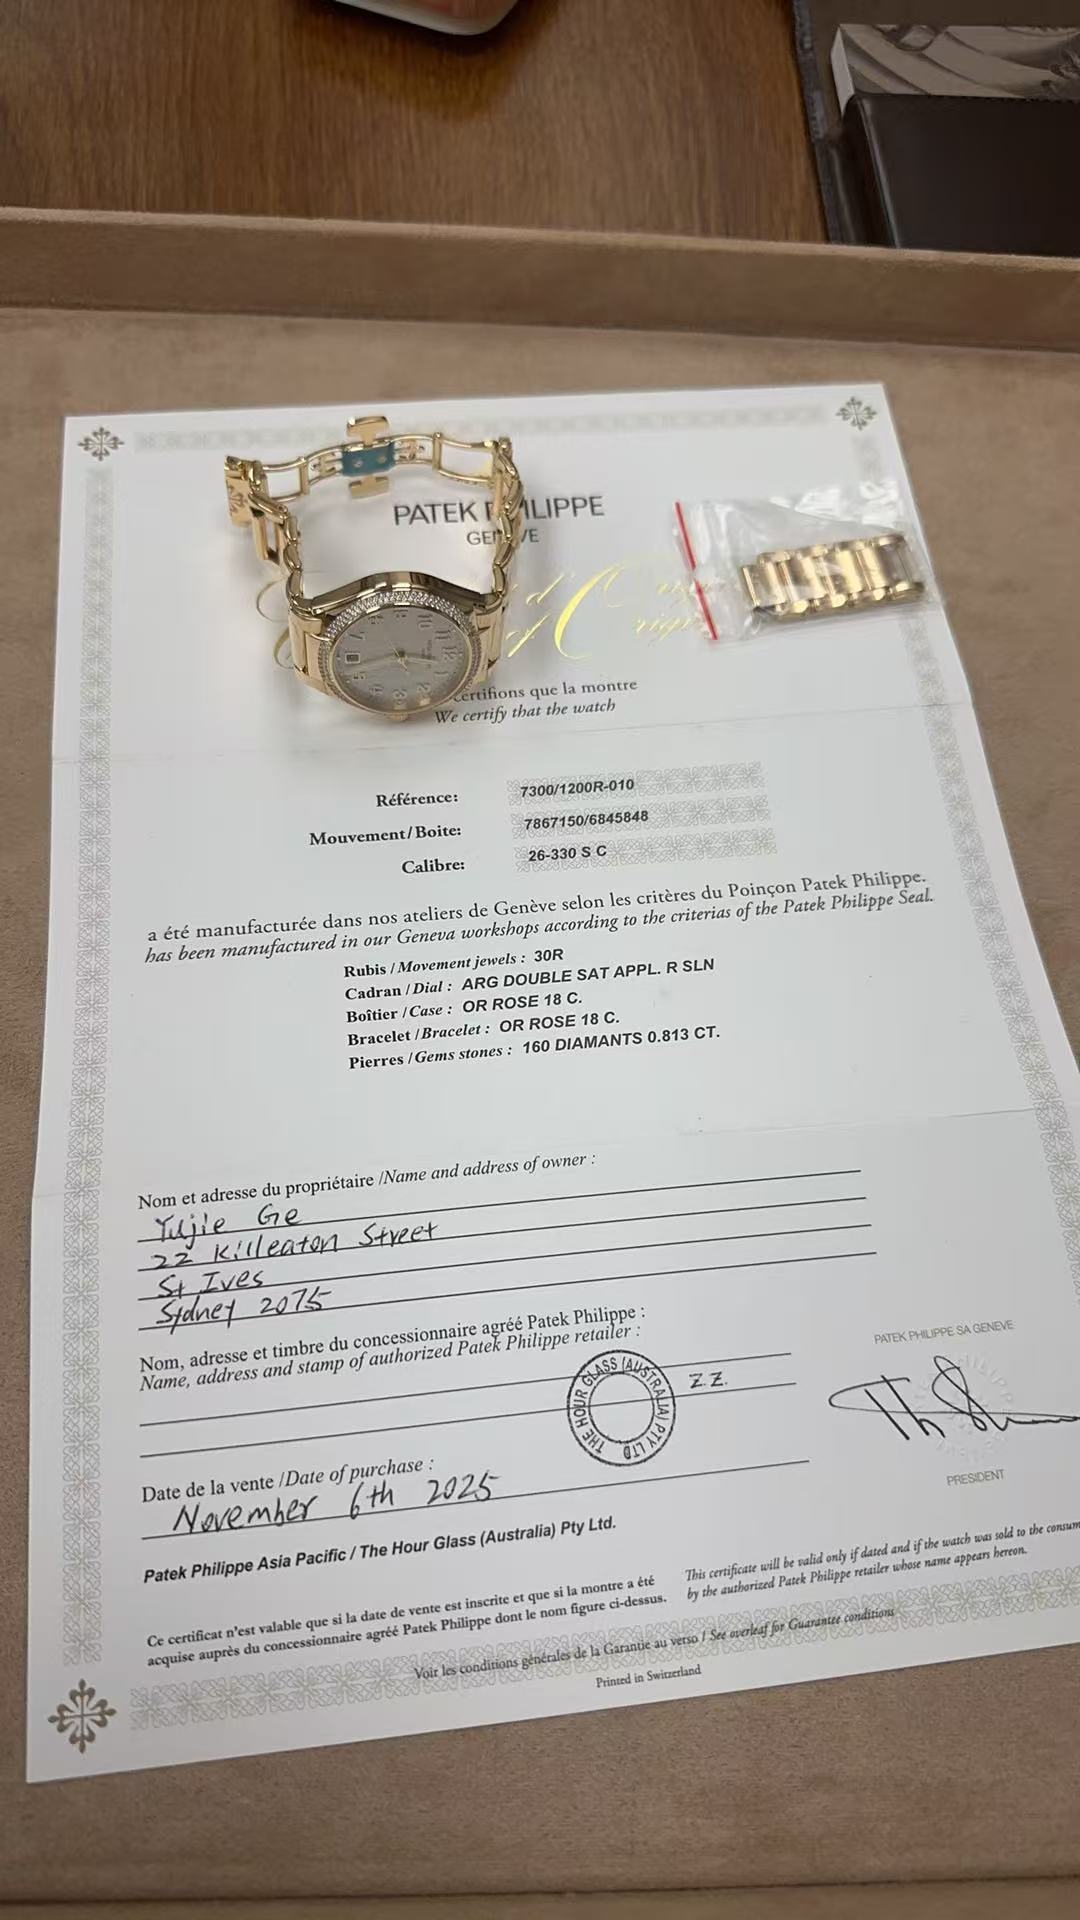 PATEK PHILIPPE
GENÈVE
Certifions que la montre
We certify that the watch
Référence: 7300/1200R-010
Mouvement/Boite: 7867150/6845848
Calibre: 26-330 S C
a été manufacturée dans nos ateliers de Genève selon les critères du Poinçon Patek Philippe.
has been manufactured in our Geneva workshops according to the criterias of the Patek Philippe Seal.
Rubis / Movement jewels : 30R
Cadran / Dial : ARG DOUBLE SAT APPL. R SLN
Boîtier / Case : OR ROSE 18 C.
Bracelet / Bracelet : OR ROSE 18 C.
Pierres / Gems stones : 160 DIAMANTS 0.813 CT.
Nom et adresse du propriétaire /Name and address of owner :
Yujie Ge
22 Killeaton Street
St Ives
Sydney 2075
Nom, adresse et timbre du concessionnaire agréé Patek Philippe :
Name, address and stamp of authorized Patek Philippe retailer :
THE HOUR GLASS (AUSTRALIA) PTY LTD
Z.Z.
PATEK PHILIPPE SA GENEVE
PRESIDENT
Date de la vente /Date of purchase :
November 6th 2025
Patek Philippe Asia Pacific / The Hour Glass (Australia) Pty Ltd.
Ce certificat n'est valable que si la date de vente est inscrite et que si la montre a été
acquise auprès du concessionnaire agréé Patek Philippe dont le nom figure ci-dessus.
This certificate will be valid only if dated and if the watch was sold to the consum
by the authorized Patek Philippe retailer whose name appears hereon.
Voir les conditions générales de la Garantie au verso / See overleaf for Guarantee conditions
Printed in Switzerland